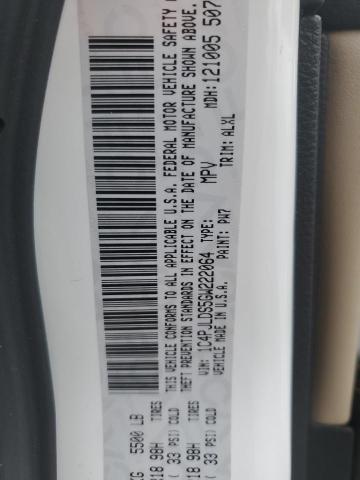 KG 5500 LB
18 98H TIRES
( 33 PSI) COLD
18 98H TIRES
( 33 PSI) COLD
THIS VEHICLE CONFORMS TO ALL APPLICABLE U.S.A. FEDERAL MOTOR VEHICLE SAFETY
THEFT PREVENTION STANDARDS IN EFFECT ON THE DATE OF MANUFACTURE SHOWN ABOVE.
VIN: 1C4PJLDS5GW222064 TYPE: MPV MDH: 121005 507
VEHICLE MADE IN U.S.A. PAINT: PW7 TRIM: ALXL